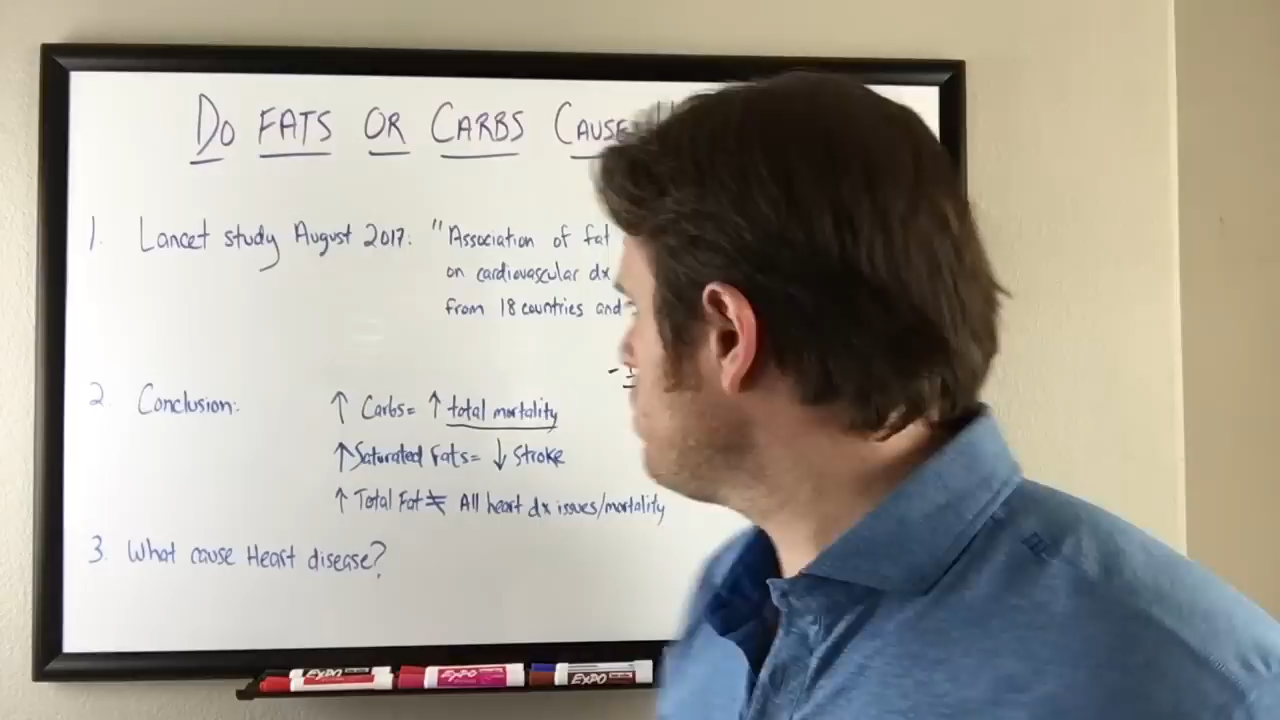 DO FATS OR CARBS CAUSE
1. Lancet study August 2017: "Association of fat
on cardiovascular dx
from 18 countries and
2. Conclusion: ↑ Carbs = ↑ total mortality
↑ Saturated Fats = ↓ Stroke
↑ Total Fat ≠ All heart dx issues/mortality
3. What cause Heart disease?
EXPO EXPO EXPO